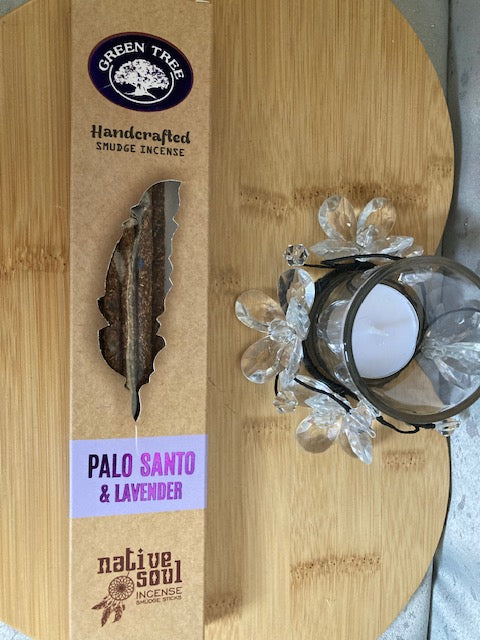 GREEN TREE
Handcrafted
SMUDGE INCENSE
PALO SANTO
& LAVENDER
native
soul
INCENSE
SMUDGE STICKS